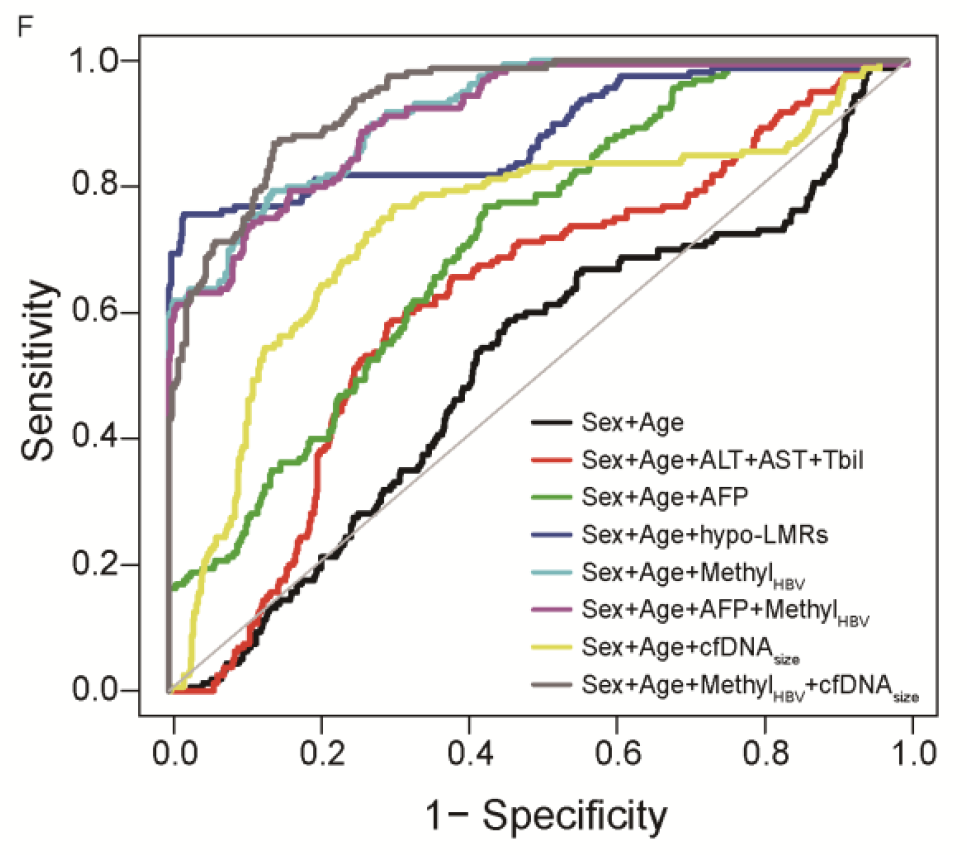 F
1.0
0.8
0.6
0.4
0.2
0.0
Sensitivity
Sex+Age
Sex+Age+ALT+AST+Tbil
Sex+Age+AFP
Sex+Age+hypo-LMRs
Sex+Age+MethylHBV
Sex+Age+AFP+MethylHBV
Sex+Age+cfDNAsize
Sex+Age+MethylHBV+cfDNAsize
0.0 0.2 0.4 0.6 0.8 1.0
1− Specificity